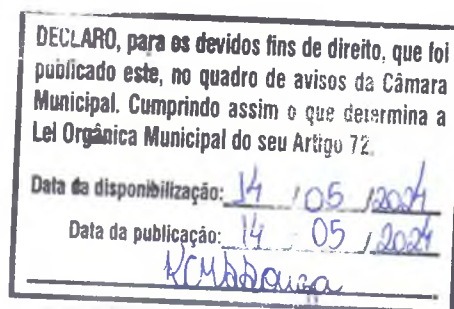 DECLARO, para os devidos fins de direito, que foi
publicado este, no quadro de avisos da Câmara
Municipal. Cumprindo assim o que determina a
Lei Orgânica Municipal do seu Artigo 72.
Data da disponibilização: 14 / 05 / 2024
Data da publicação: 14 05 / 2024